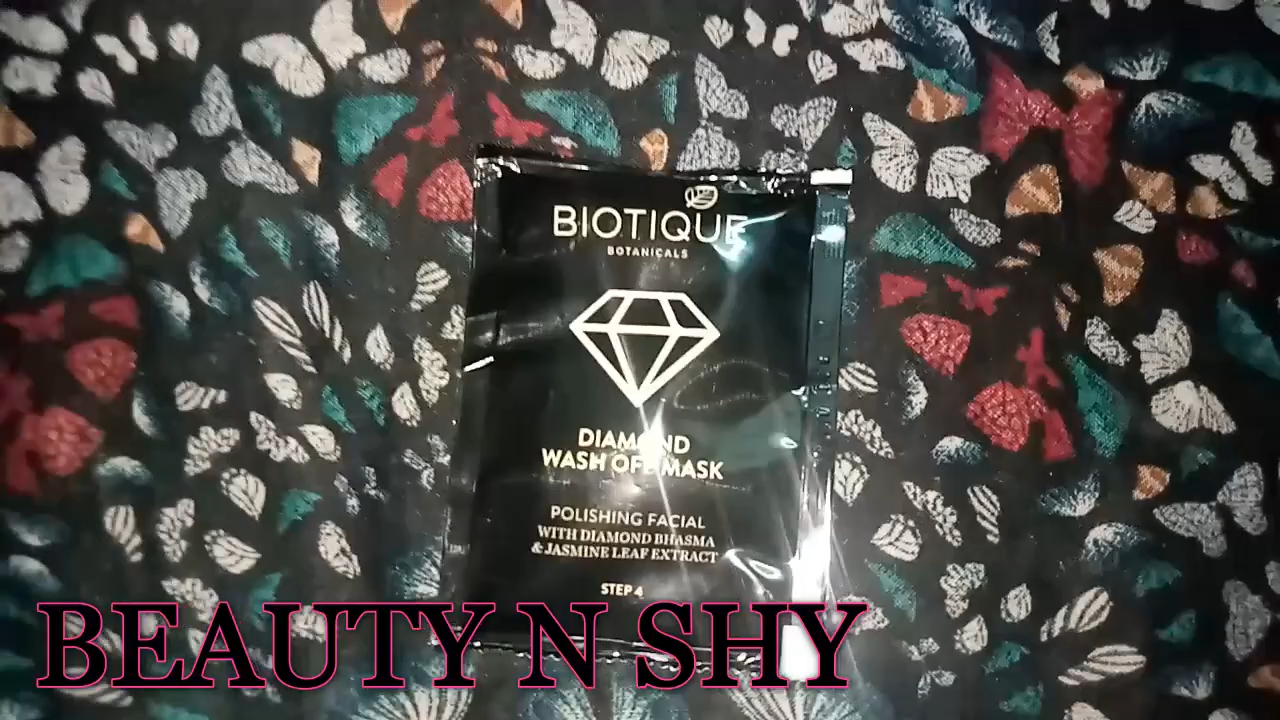 BIOTIQUE
BOTANICALS
DIAMOND
WASH OFF MASK
POLISHING FACIAL
WITH DIAMOND BHASMA
& JASMINE LEAF EXTRACT
STEP 4
BEAUTY N SHY